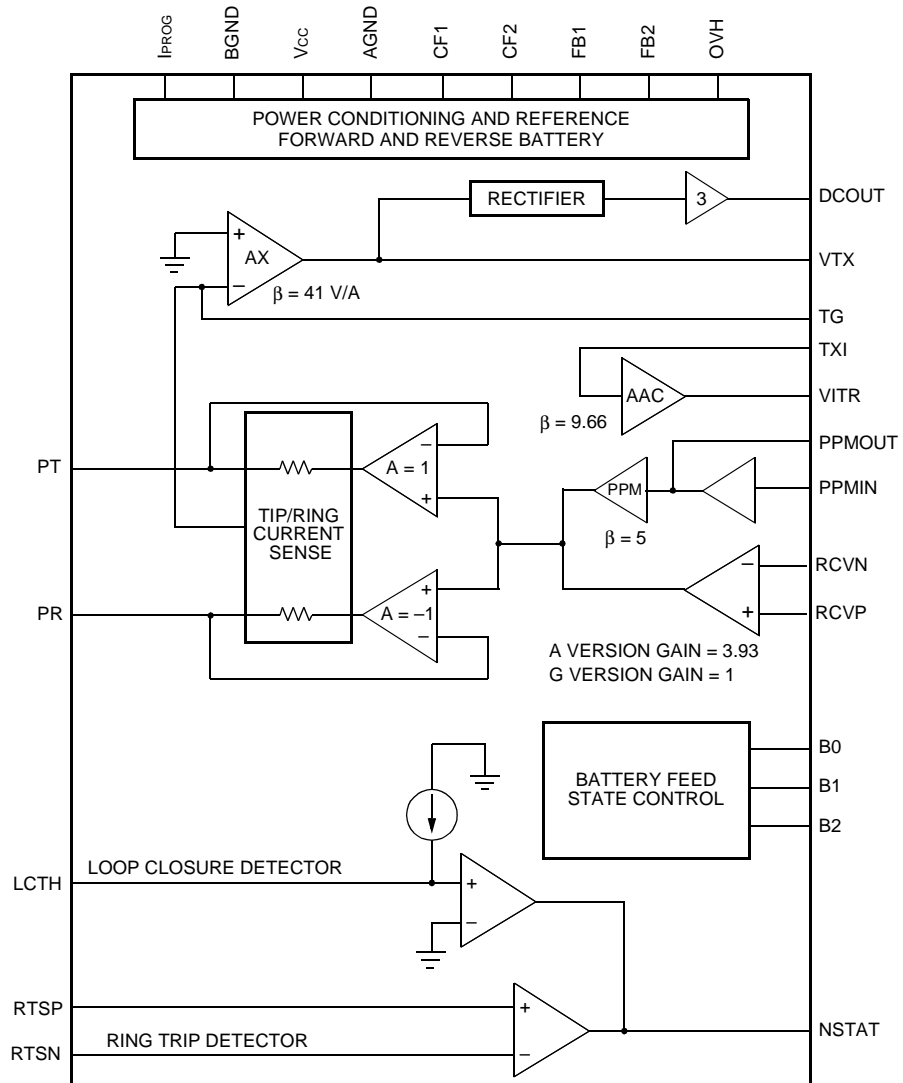 IPROG
BGND
VCC
AGND
CF1
CF2
FB1
FB2
OVH
POWER CONDITIONING AND REFERENCE
FORWARD AND REVERSE BATTERY
RECTIFIER
3
DCOUT
+
AX
−
β = 41 V/A
VTX
TG
TXI
AAC
β = 9.66
VITR
PPMOUT
PT
TIP/RING
CURRENT
SENSE
−
A = 1
+
PPM
β = 5
PPMIN
−
RCVN
+
RCVP
PR
+
A = –1
−
A VERSION GAIN = 3.93
G VERSION GAIN = 1
BATTERY FEED
STATE CONTROL
B0
B1
B2
LCTH
LOOP CLOSURE DETECTOR
+
−
RTSP
+
RTSN
RING TRIP DETECTOR
−
NSTAT